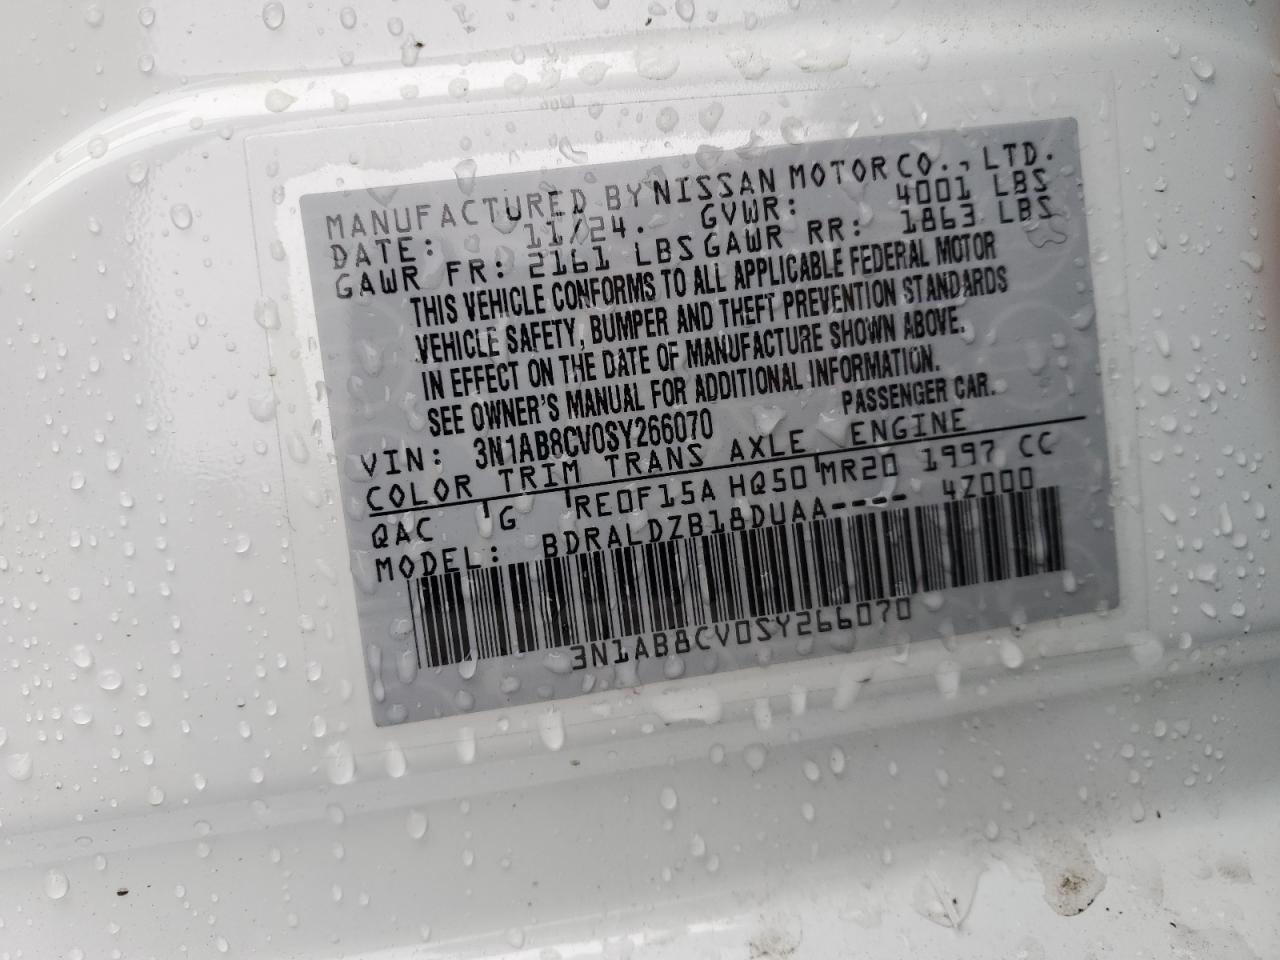 MANUFACTURED BY NISSAN MOTOR CO., LTD.
DATE: 11/24. GVWR: 4001 LBS
GAWR FR: 2161 LBS GAWR RR: 1863 LBS
THIS VEHICLE CONFORMS TO ALL APPLICABLE FEDERAL MOTOR
VEHICLE SAFETY, BUMPER AND THEFT PREVENTION STANDARDS
IN EFFECT ON THE DATE OF MANUFACTURE SHOWN ABOVE.
SEE OWNER'S MANUAL FOR ADDITIONAL INFORMATION.
VIN: 3N1AB8CV0SY266070 PASSENGER CAR.
COLOR TRIM TRANS AXLE ENGINE
QAC G RE0F15A HQ50 MR20 1997 CC
MODEL: BDRALDZB18DUAA---- 4Z000
3N1AB8CV0SY266070